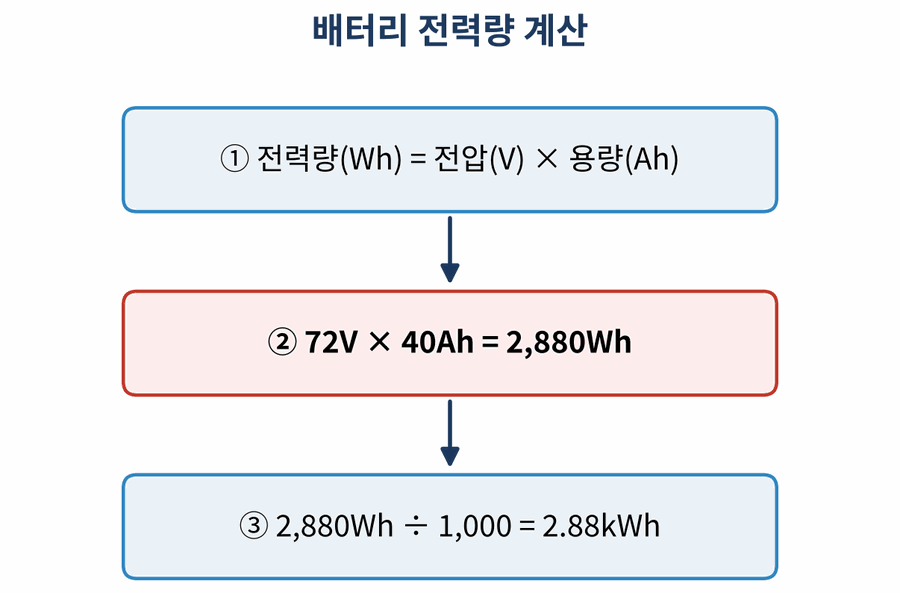 배터리 전력량 계산
① 전력량(Wh) = 전압(V) × 용량(Ah)
② 72V × 40Ah = 2,880Wh
③ 2,880Wh ÷ 1,000 = 2.88kWh